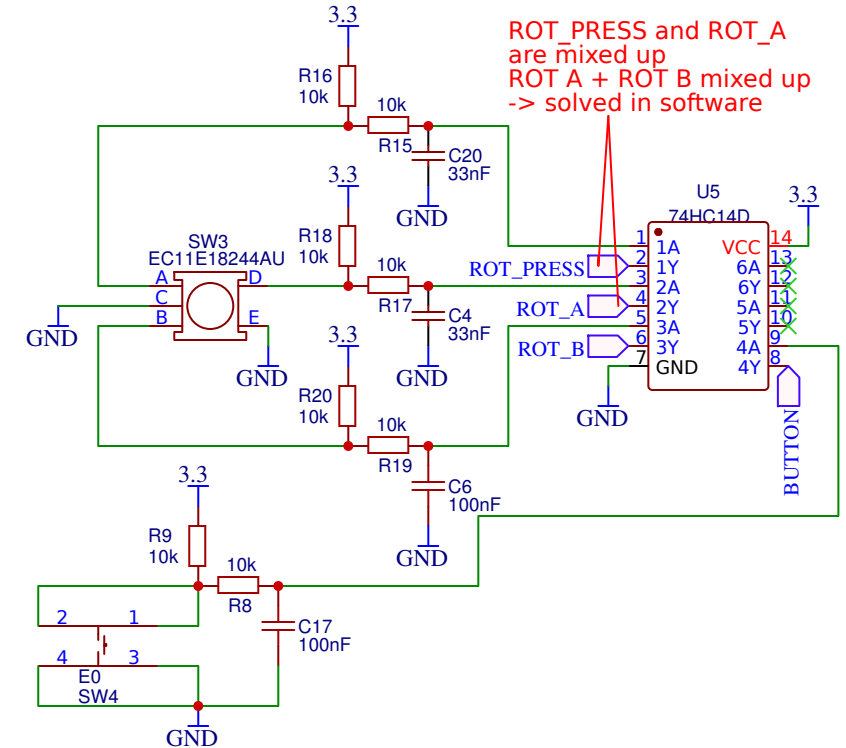 3.3
ROT_PRESS and ROT_A
are mixed up
ROT A + ROT B mixed up
-> solved in software
R16
10k
10k
R15
C20
33nF
GND
3.3
R18
10k
10k
R17
C4
33nF
GND
SW3
EC11E18244AU
A
D
C
B
E
GND
GND
3.3
R20
10k
10k
R19
C6
100nF
GND
U5
74HC14D
3.3
1
1A
VCC
14
ROT_PRESS
2
1Y
6A
13
3
2A
6Y
12
ROT_A
4
2Y
5A
11
5
3A
5Y
10
ROT_B
6
3Y
4A
9
7
GND
4Y
8
GND
BUTTON
3.3
R9
10k
10k
R8
C17
100nF
2
1
4
3
E0
SW4
GND